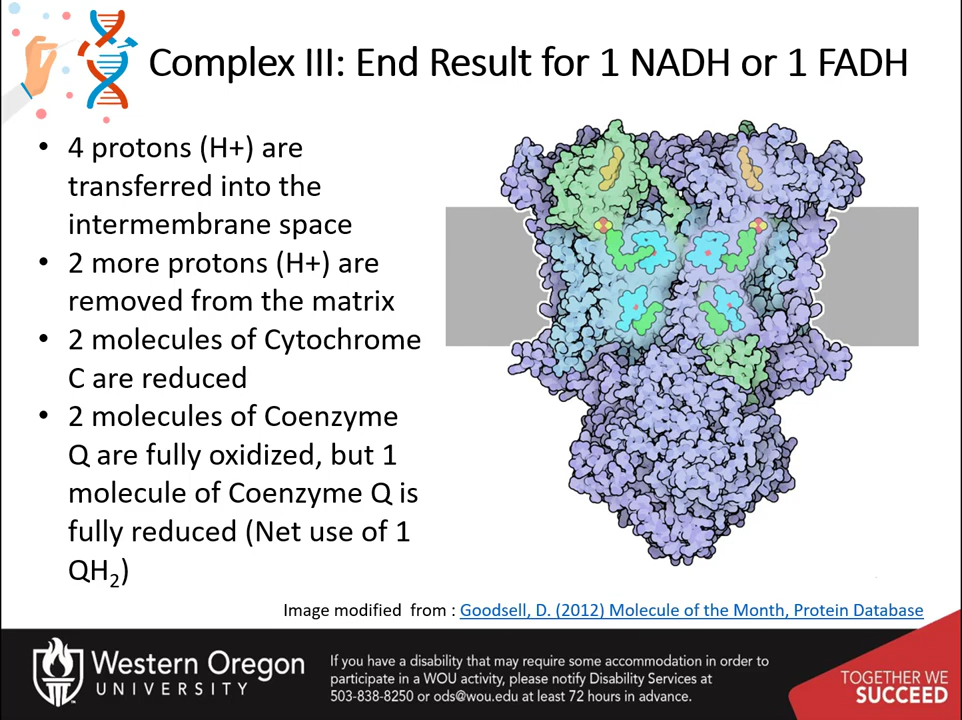 Complex III: End Result for 1 NADH or 1 FADH
• 4 protons (H+) are
transferred into the
intermembrane space
• 2 more protons (H+) are
removed from the matrix
• 2 molecules of Cytochrome
C are reduced
• 2 molecules of Coenzyme
Q are fully oxidized, but 1
molecule of Coenzyme Q is
fully reduced (Net use of 1
QH₂)
Image modified from : Goodsell, D. (2012) Molecule of the Month, Protein Database
Western Oregon
UNIVERSITY
If you have a disability that may require some accommodation in order to
participate in a WOU activity, please notify Disability Services at
503-838-8250 or ods@wou.edu at least 72 hours in advance.
TOGETHER WE
SUCCEED